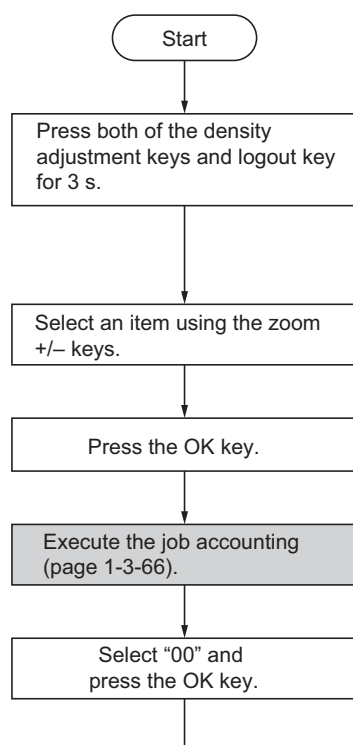 Start
Press both of the density
adjustment keys and logout key
for 3 s.
Select an item using the zoom
+/– keys.
Press the OK key.
Execute the job accounting
(page 1-3-66).
Select “00” and
press the OK key.